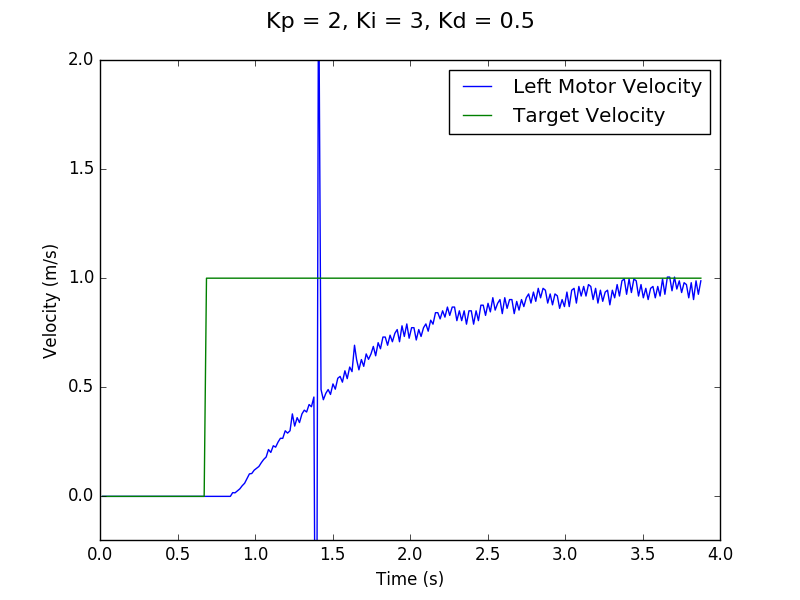 Kp = 2, Ki = 3, Kd = 0.5
Left Motor Velocity
Target Velocity
2.0
1.5
1.0
0.5
0.0
Velocity (m/s)
0.0 0.5 1.0 1.5 2.0 2.5 3.0 3.5 4.0
Time (s)